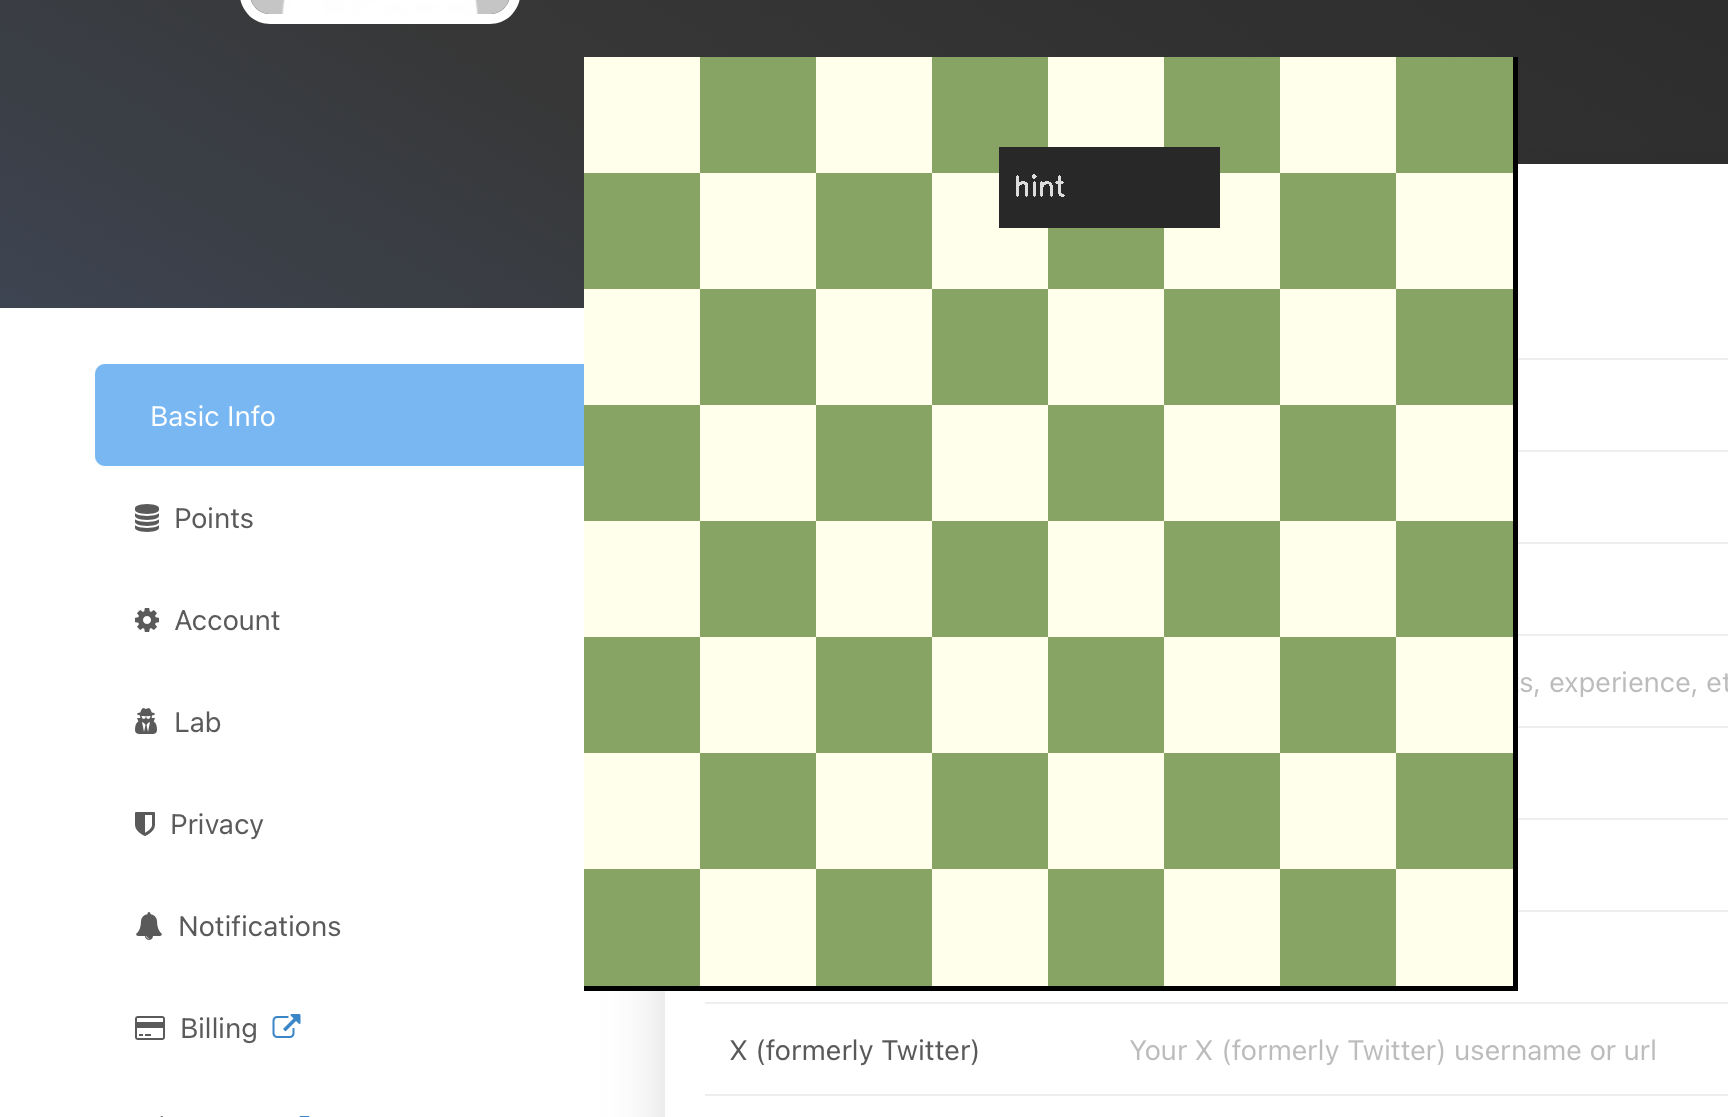 hint
Basic Info
Points
Account
s, experience, et
Lab
Privacy
Notifications
Billing
X (formerly Twitter)
Your X (formerly Twitter) username or url